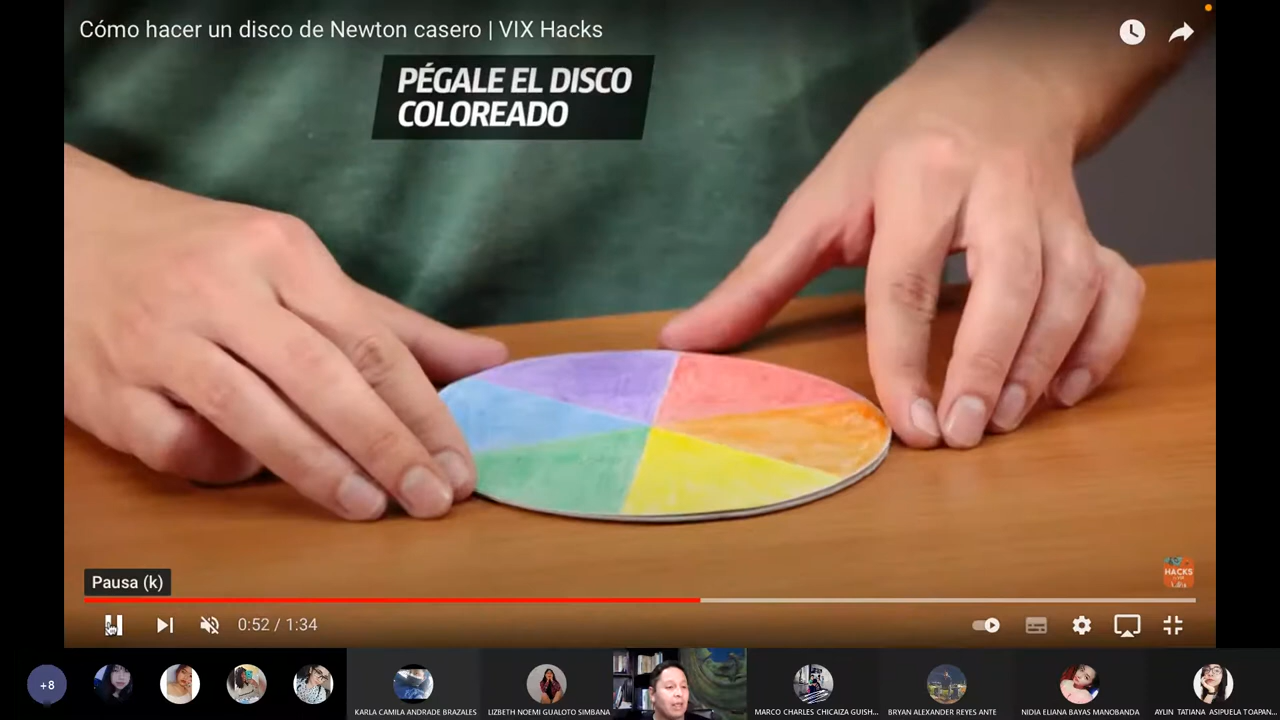 Cómo hacer un disco de Newton casero | VIX Hacks
PÉGALE EL DISCO
COLOREADO
HACKS
Pausa (k)
0:52 / 1:34
+8
KARLA CAMILA ANDRADE BRAZALES
LIZBETH NOEMI GUALOTO SIMBANA
MARCO CHARLES CHICAIZA GUISH...
BRYAN ALEXANDER REYES ANTE
NIDIA ELIANA BAYAS MANOBANDA
AYLIN TATIANA ASIPUELA TOAPAN...